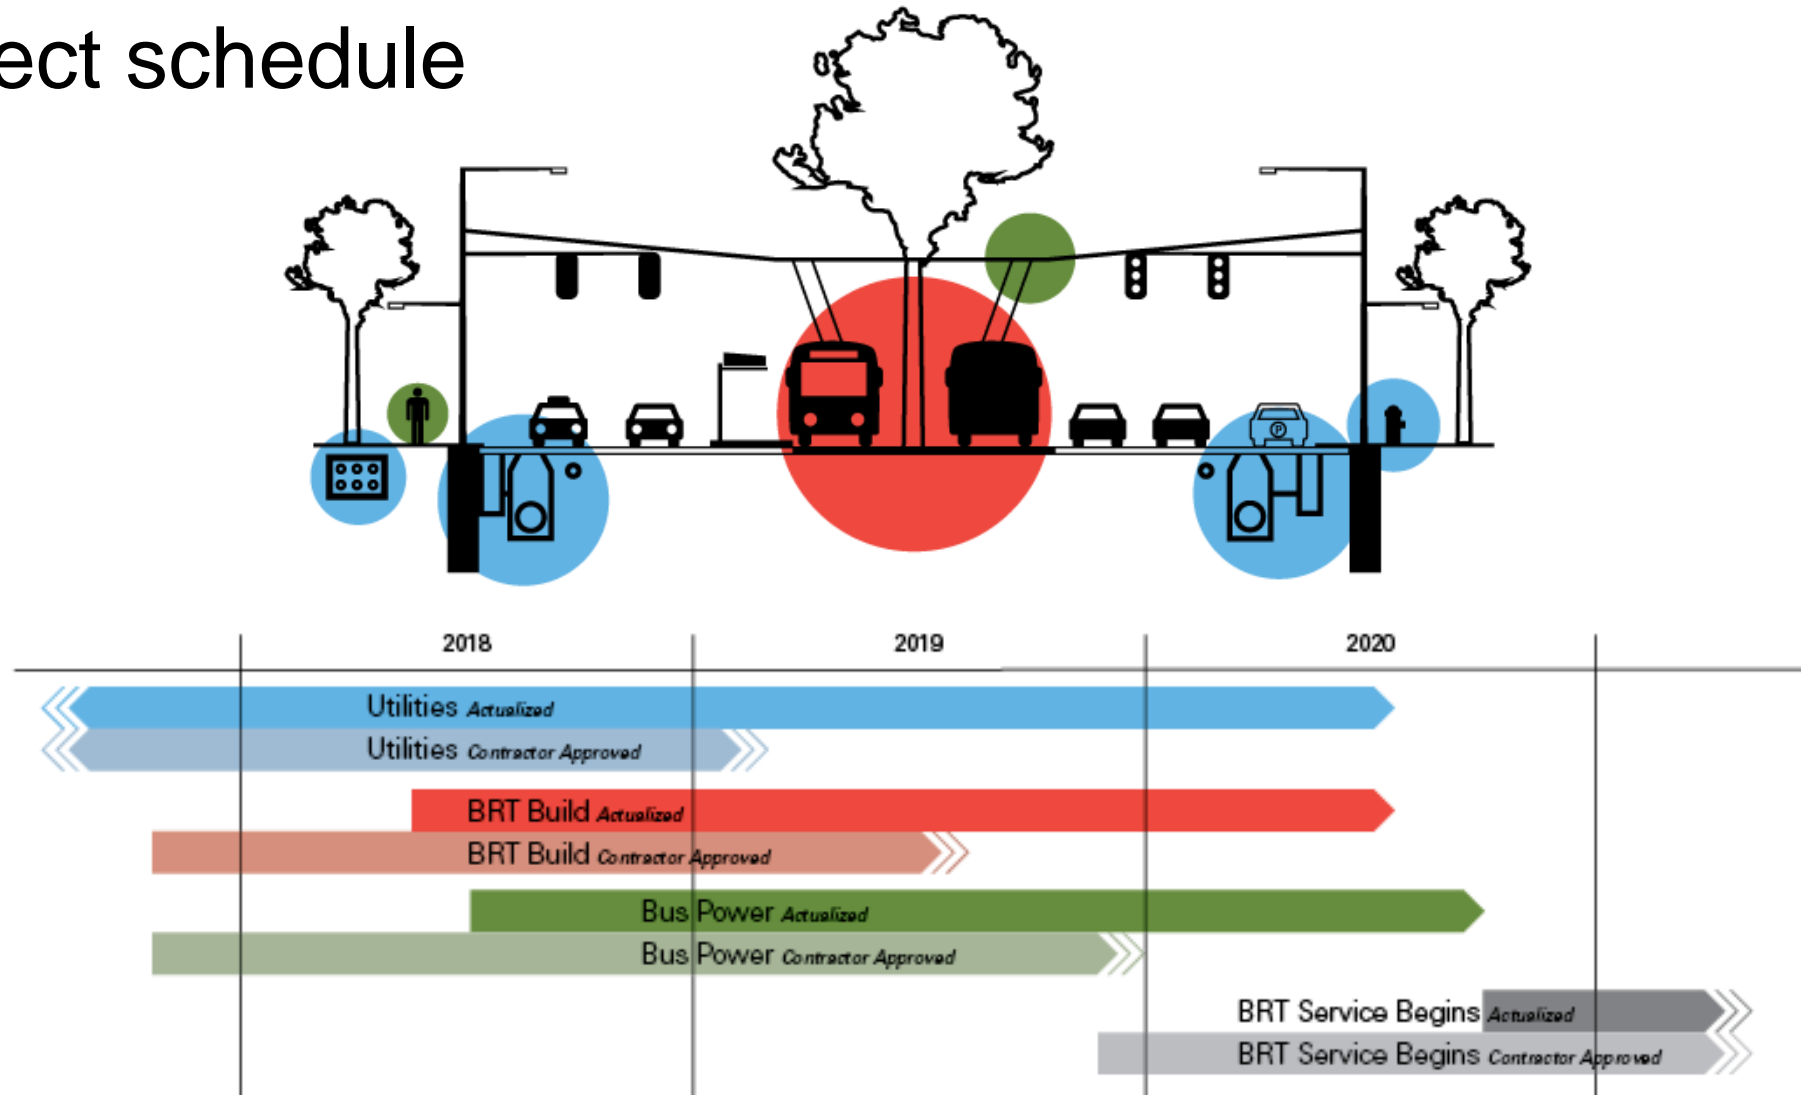 ect schedule
P
2018 2019 2020
Utilities Actualized
Utilities Contractor Approved
BRT Build Actualized
BRT Build Contractor Approved
Bus Power Actualized
Bus Power Contractor Approved
BRT Service Begins Actualized
BRT Service Begins Contractor Approved